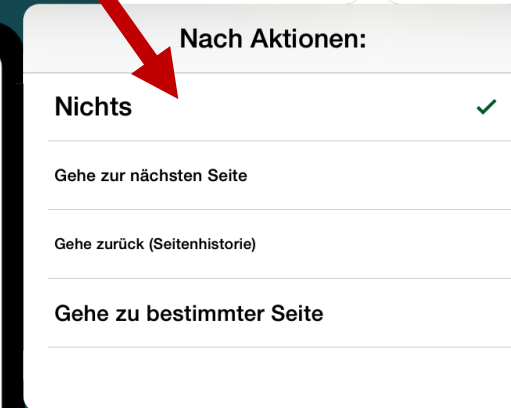 Nach Aktionen:
Nichts
Gehe zur nächsten Seite
Gehe zurück (Seitenhistorie)
Gehe zu bestimmter Seite